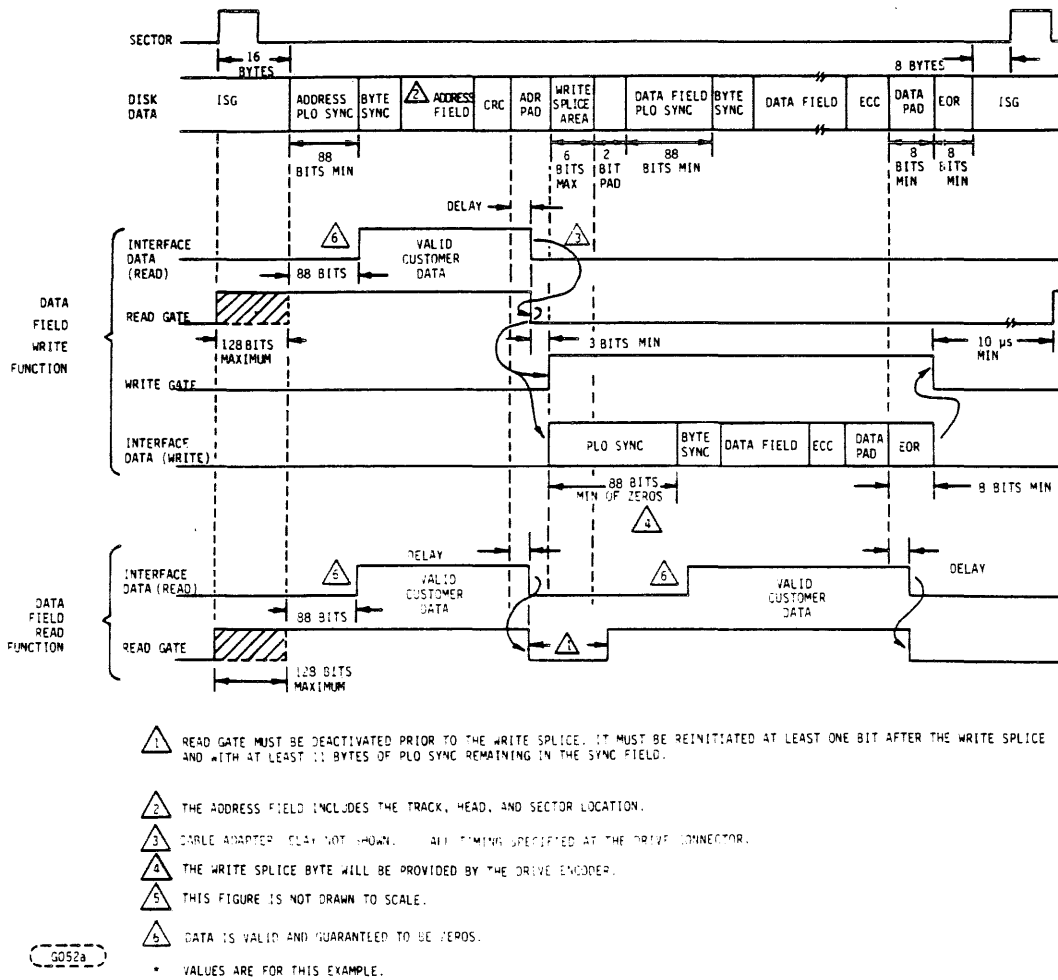 SECTOR
16
BYTES
8 BYTES
DISK
DATA
ISG
ADDRESS
PLO SYNC
BYTE
SYNC
2
ADDRESS
FIELD
CRC
ADR
PAD
WRITE
SPLICE
AREA
DATA FIELD
PLO SYNC
BYTE
SYNC
DATA FIELD
ECC
DATA
PAD
EOR
ISG
88
BITS MIN
6
BITS
MAX
2
BIT
PAD
88
BITS MIN
8
BITS
MIN
8
BITS
MIN
DELAY
DATA
FIELD
WRITE
FUNCTION
INTERFACE
DATA
(READ)
6
88 BITS
VALID
CUSTOMER
DATA
3
READ GATE
128 BITS
MAXIMUM
3 BITS MIN
10 µs
MIN
WRITE GATE
INTERFACE
DATA (WRITE)
PLO SYNC
BYTE
SYNC
DATA FIELD
ECC
DATA
PAD
EOR
88 BITS
MIN OF ZEROS
8 BITS MIN
4
DATA
FIELD
READ
FUNCTION
INTERFACE
DATA (READ)
6
DELAY
88 BITS
VALID
CUSTOMER
DATA
6
VALID
CUSTOMER
DATA
DELAY
READ GATE
1
128 BITS
MAXIMUM
1 READ GATE MUST BE DEACTIVATED PRIOR TO THE WRITE SPLICE. IT MUST BE REINITIATED AT LEAST ONE BIT AFTER THE WRITE SPLICE
AND WITH AT LEAST 11 BYTES OF PLO SYNC REMAINING IN THE SYNC FIELD.
2 THE ADDRESS FIELD INCLUDES THE TRACK, HEAD, AND SECTOR LOCATION.
3 CABLE ADAPTER DELAY NOT SHOWN. ALL TIMING SPECIFIED AT THE DRIVE CONNECTOR.
4 THE WRITE SPLICE BYTE WILL BE PROVIDED BY THE DRIVE ENCODER.
5 THIS FIGURE IS NOT DRAWN TO SCALE.
6 DATA IS VALID AND GUARANTEED TO BE ZEROS.
* VALUES ARE FOR THIS EXAMPLE.
G052a